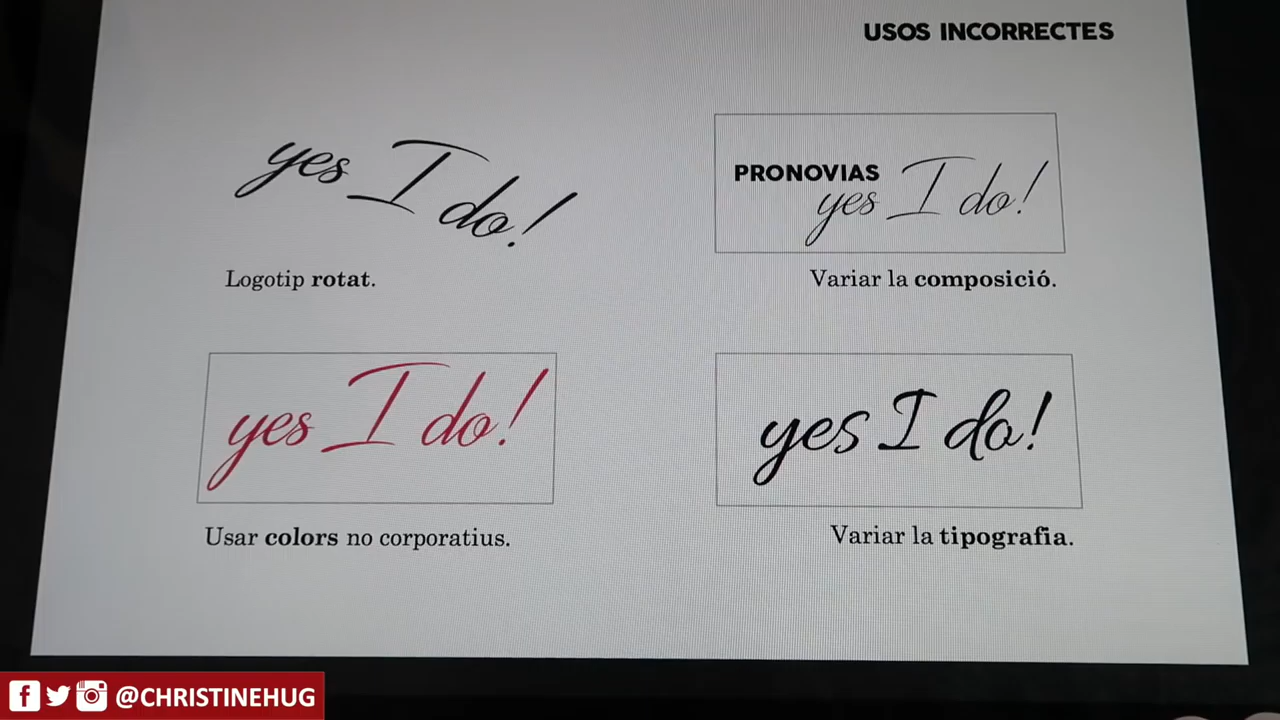 USOS INCORRECTES
yes I do!
Logotip rotat.
PRONOVIAS
yes I do!
Variar la composició.
yes I do!
Usar colors no corporatius.
yes I do!
Variar la tipografia.
@CHRISTINEHUG